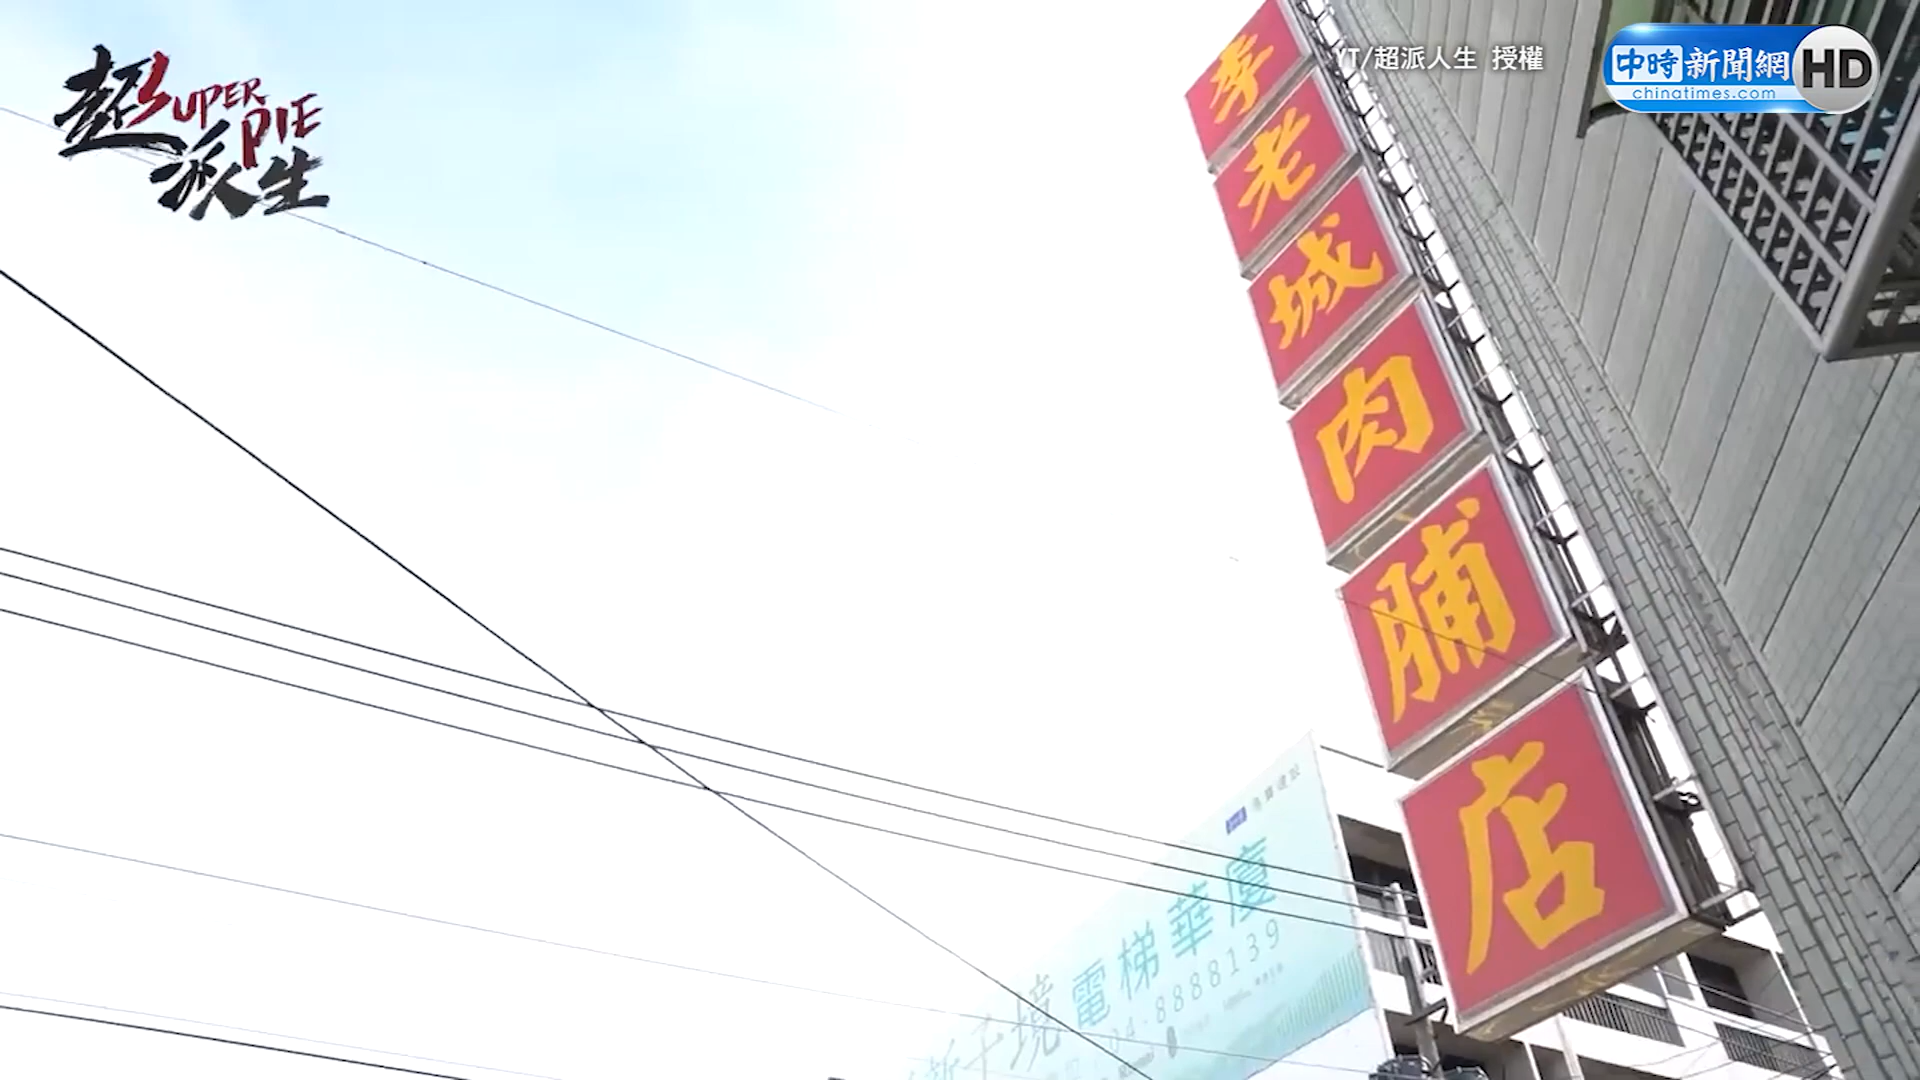 超派人生
SUPER PIE
YT/超派人生 授權
中時新聞網 HD
chinatimes.com
李老城肉脯店
電梯華廈
04-8888139